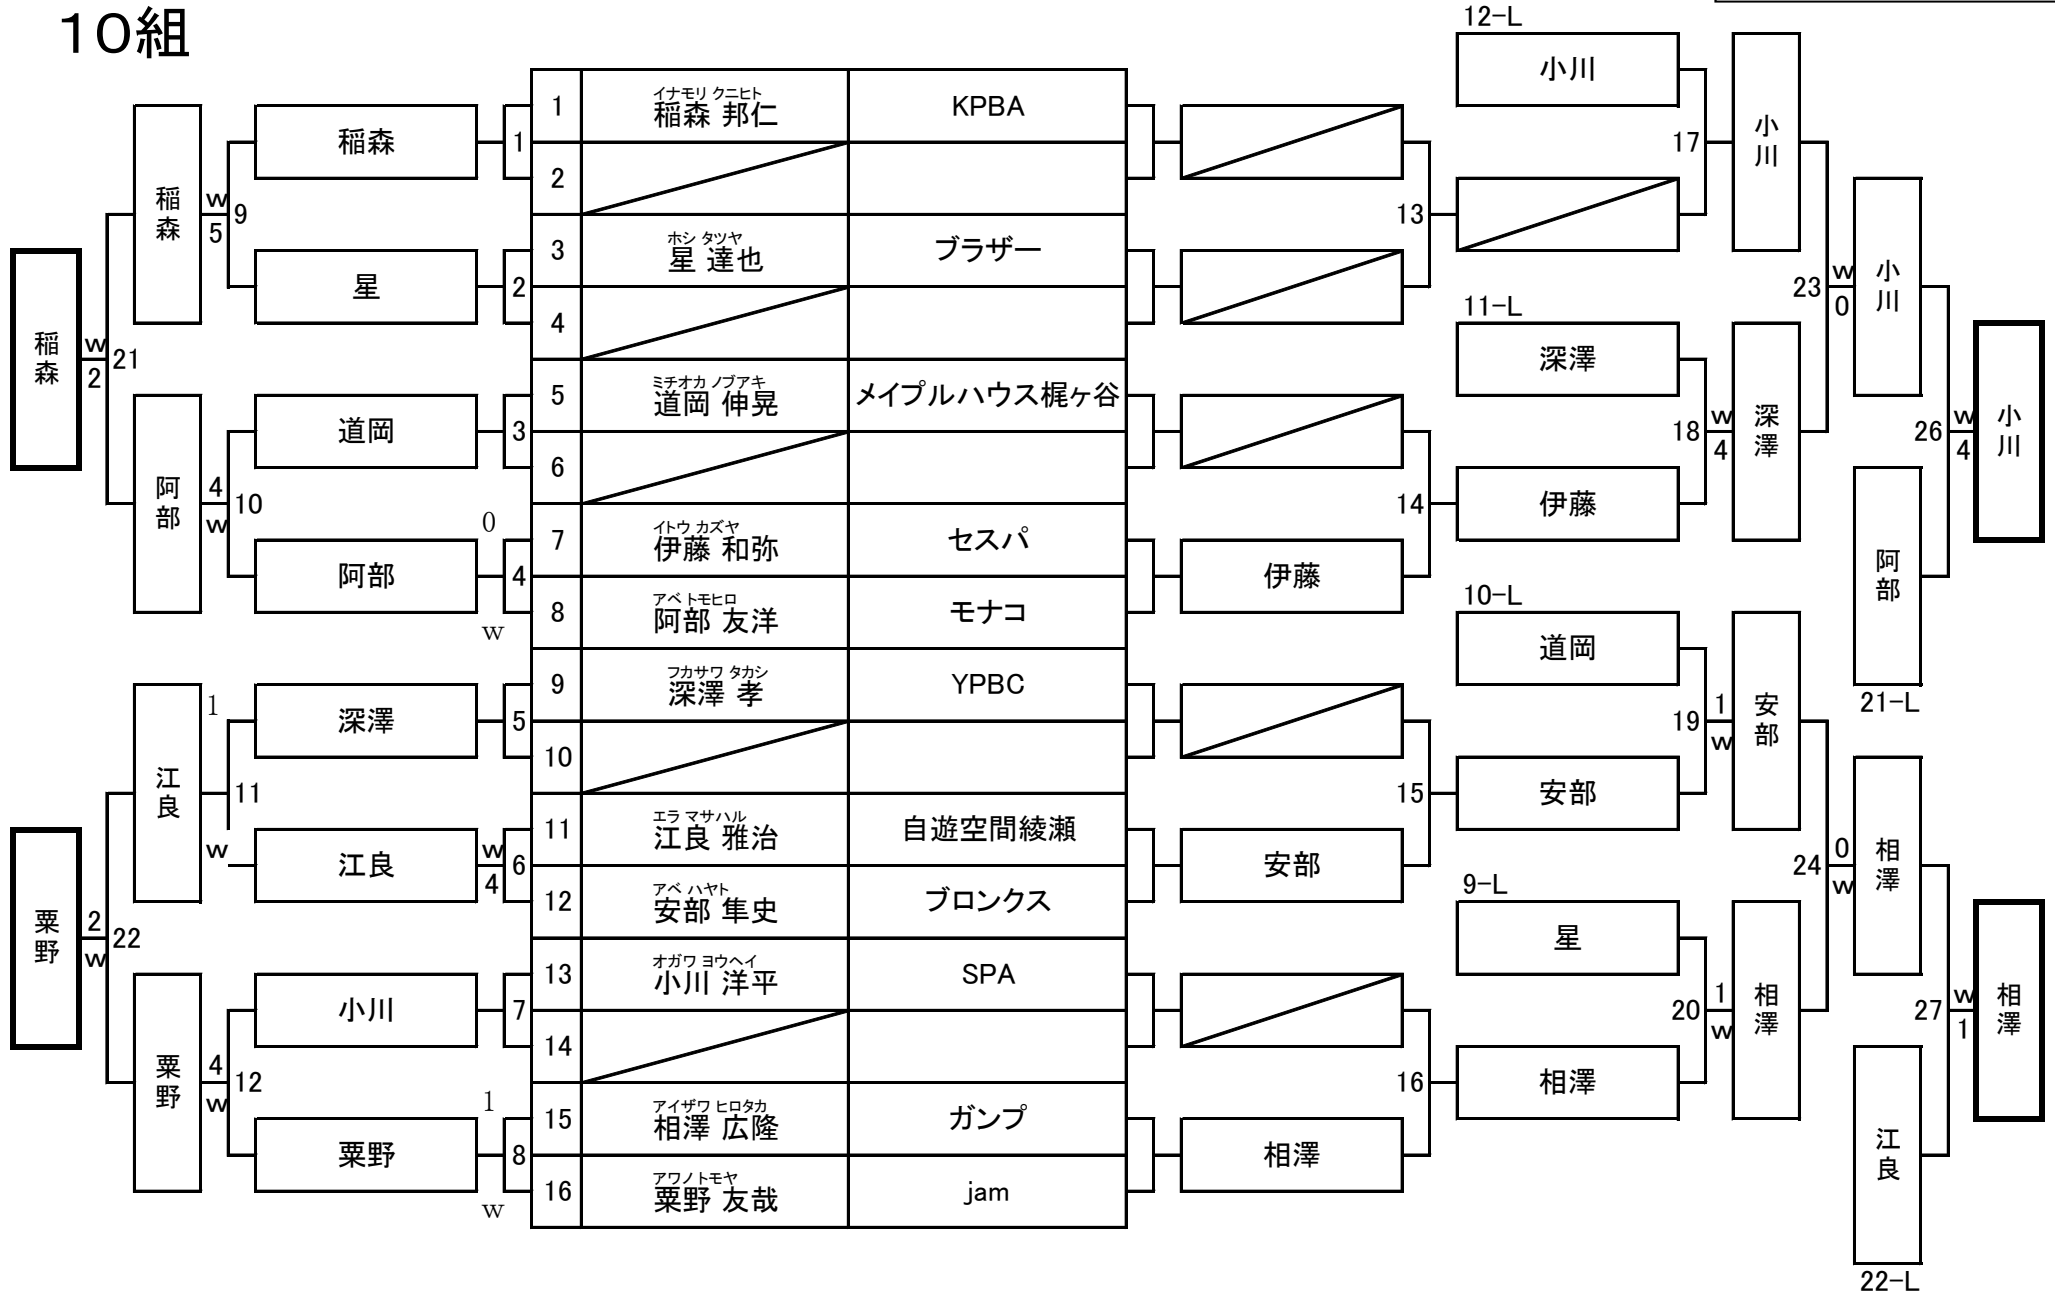 10組
稲森
w
2
21
粟野
2
w
22
稲森
w
5
9
阿部
4
w
10
江良
1
w
11
粟野
4
w
12
稲森
1
星
2
道岡
3
阿部
0
w
4
深澤
5
江良
w
4
6
小川
7
粟野
1
w
8
1 イナモリ クニヒト 稲森 邦仁 KPBA
2
3 ホシ タツヤ 星 達也 ブラザー
4
5 ミチオカ ノブアキ 道岡 伸晃 メイプルハウス梶ヶ谷
6
7 イトウ カズヤ 伊藤 和弥 セスパ
8 アベ トモヒロ 阿部 友洋 モナコ
9 フカサワ タカシ 深澤 孝 YPBC
10
11 エラ マサハル 江良 雅治 自遊空間綾瀬
12 アベ ハヤト 安部 隼史 ブロンクス
13 オガワ ヨウヘイ 小川 洋平 SPA
14
15 アイザワ ヒロタカ 相澤 広隆 ガンプ
16 アワノ トモヤ 粟野 友哉 jam
伊藤
安部
相澤
13
14
15
16
12-L
小川
17
11-L
深澤
伊藤
18
w
4
10-L
道岡
安部
19
1
w
9-L
星
相澤
20
1
w
小川
深澤
23
w
0
安部
相澤
24
0
w
小川
阿部
21-L
26
w
4
相澤
江良
22-L
27
w
1
小川
相澤